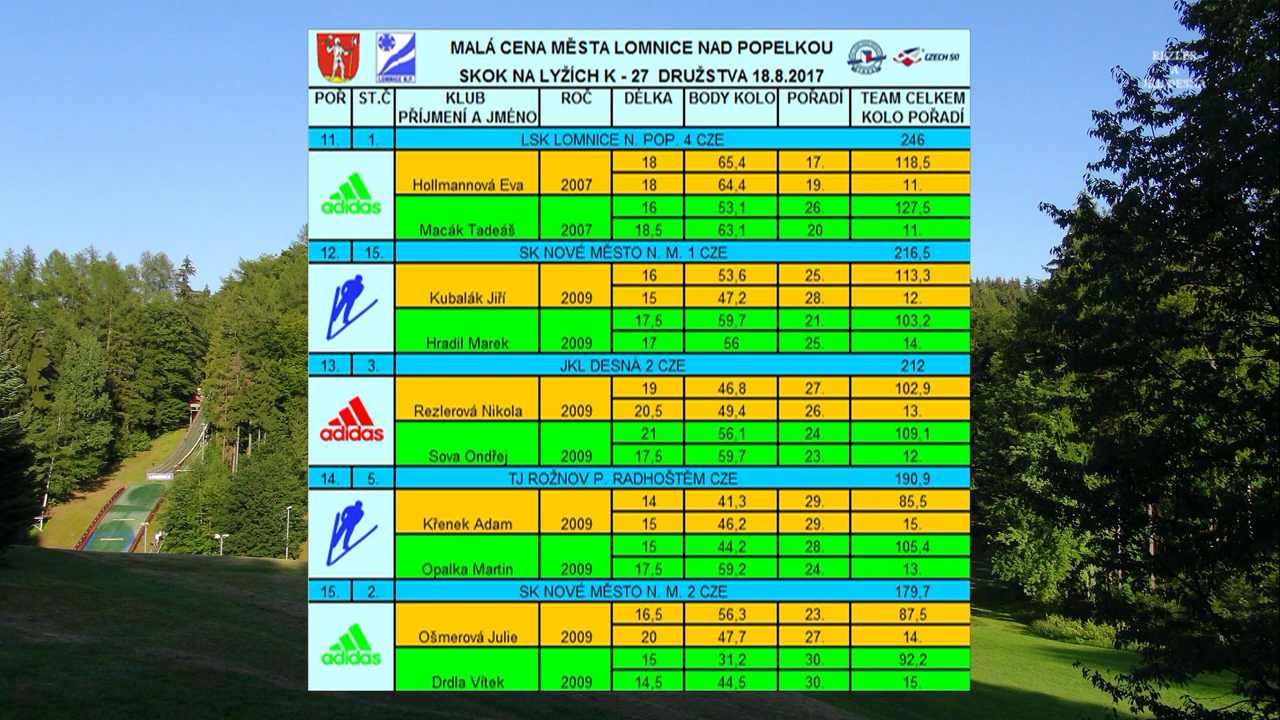 MALÁ CENA MĚSTA LOMNICE NAD POPELKOU
SKOK NA LYŽÍCH K - 27 DRUŽSTVA 18.8.2017
LOMNICE N.P.
CZECH SKI
POŘ ST.Č KLUB ROČ DÉLKA BODY KOLO POŘADÍ TEAM CELKEM
PŘÍJMENÍ A JMÉNO KOLO POŘADÍ
11. 1. LSK LOMNICE N. POP. 4 CZE 246
18 65,4 17. 118,5
Hollmannová Eva 2007 18 64,4 19. 11.
adidas
16 53,1 26. 127,5
Macák Tadeáš 2007 18,5 63,1 20 11.
12. 15. SK NOVÉ MĚSTO N. M. 1 CZE 216,5
16 53,6 25. 113,3
Kubalák Jiří 2009 15 47,2 28. 12.
17,5 59,7 21. 103,2
Hradil Marek 2009 17 56 25. 14.
13. 3. JKL DESNÁ 2 CZE 212
19 46,8 27. 102,9
Rezlerová Nikola 2009 20,5 49,4 26. 13.
adidas
21 56,1 24. 109,1
Sova Ondřej 2009 17,5 59,7 23. 12.
14. 5. TJ ROŽNOV P. RADHOŠTĚM CZE 190,9
14 41,3 29. 85,5
Křenek Adam 2009 15 46,2 29. 15.
15 44,2 28. 105,4
Opalka Martin 2009 17,5 59,2 24. 13.
15. 2. SK NOVÉ MĚSTO N. M. 2 CZE 179,7
16,5 56,3 23. 87,5
Ošmerová Julie 2009 20 47,7 27. 14.
adidas
15 31,2 30. 92,2
Drdla Vítek 2009 14,5 44,5 30. 15.